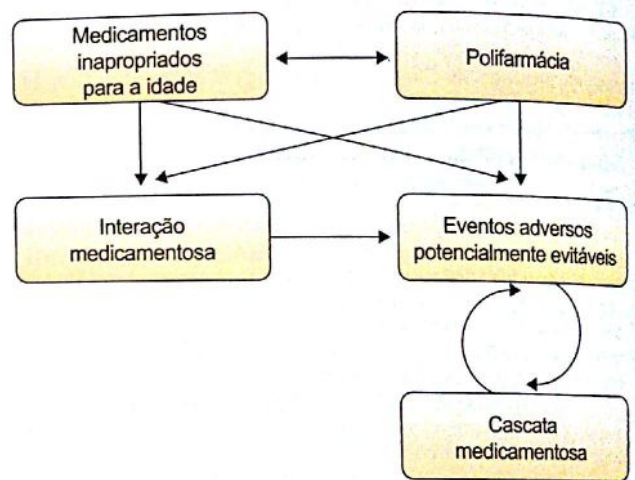 Medicamentos
inapropriados
para a idade
Polifarmácia
Interação
medicamentosa
Eventos adversos
potencialmente evitáveis
Cascata
medicamentosa